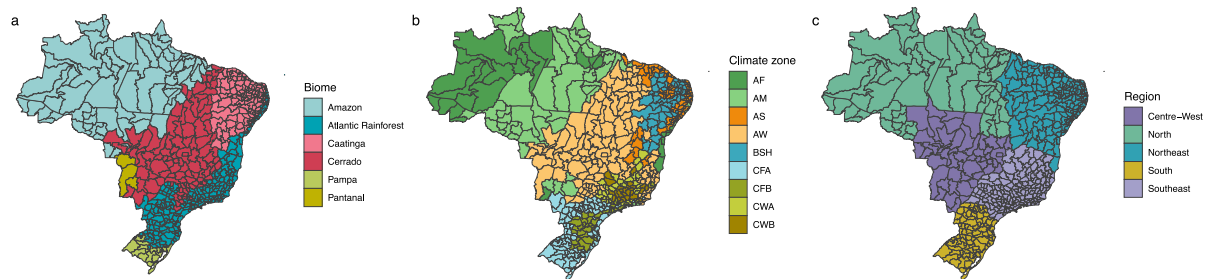 a
Biome
Amazon
Atlantic Rainforest
Caatinga
Cerrado
Pampa
Pantanal
b
Climate zone
AF
AM
AS
AW
BSH
CFA
CFB
CWA
CWB
c
Region
Centre−West
North
Northeast
South
Southeast